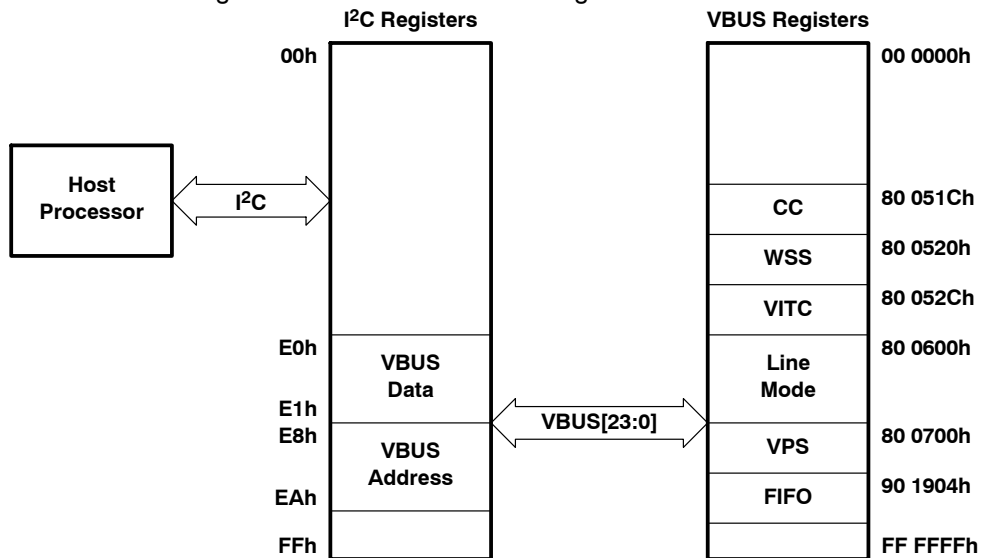 I²C Registers
VBUS Registers
00h
00 0000h
Host
Processor
I²C
CC
80 051Ch
WSS
80 0520h
VITC
80 052Ch
E0h
VBUS
Data
E1h
Line
Mode
80 0600h
VBUS[23:0]
E8h
VBUS
Address
EAh
VPS
80 0700h
FIFO
90 1904h
FFh
FF FFFFh